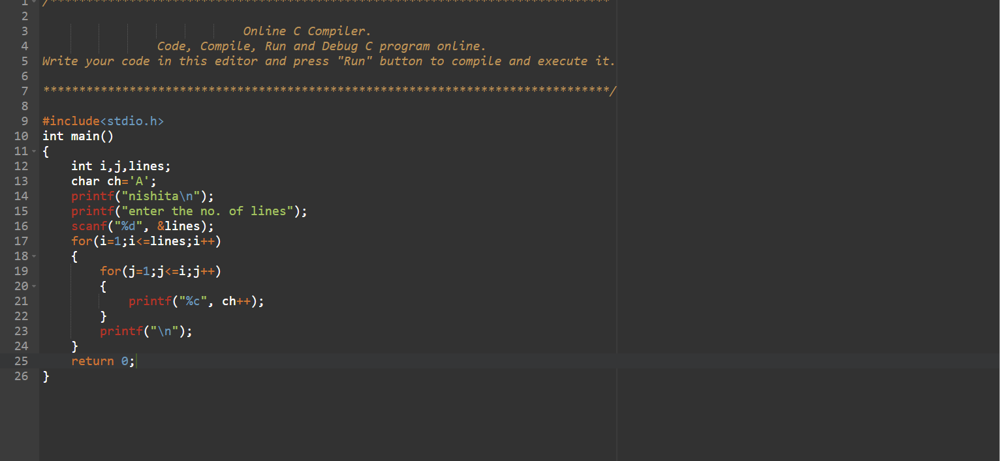 1 /******************************************************************************
2
3                             Online C Compiler.
4                 Code, Compile, Run and Debug C program online.
5 Write your code in this editor and press "Run" button to compile and execute it.
6
7 *******************************************************************************/
8
9 #include<stdio.h>
10 int main()
11 {
12     int i,j,lines;
13     char ch='A';
14     printf("nishita\n");
15     printf("enter the no. of lines");
16     scanf("%d", &lines);
17     for(i=1;i<=lines;i++)
18     {
19         for(j=1;j<=i;j++)
20         {
21             printf("%c", ch++);
22         }
23         printf("\n");
24     }
25     return 0;
26 }